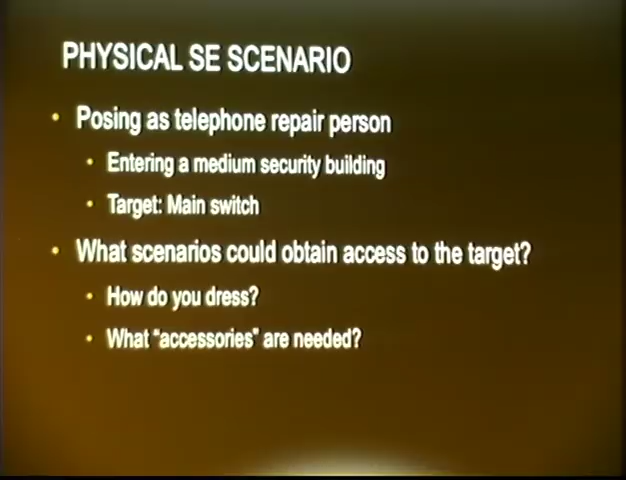 PHYSICAL SE SCENARIO
• Posing as telephone repair person
• Entering a medium security building
• Target: Main switch
• What scenarios could obtain access to the target?
• How do you dress?
• What "accessories" are needed?